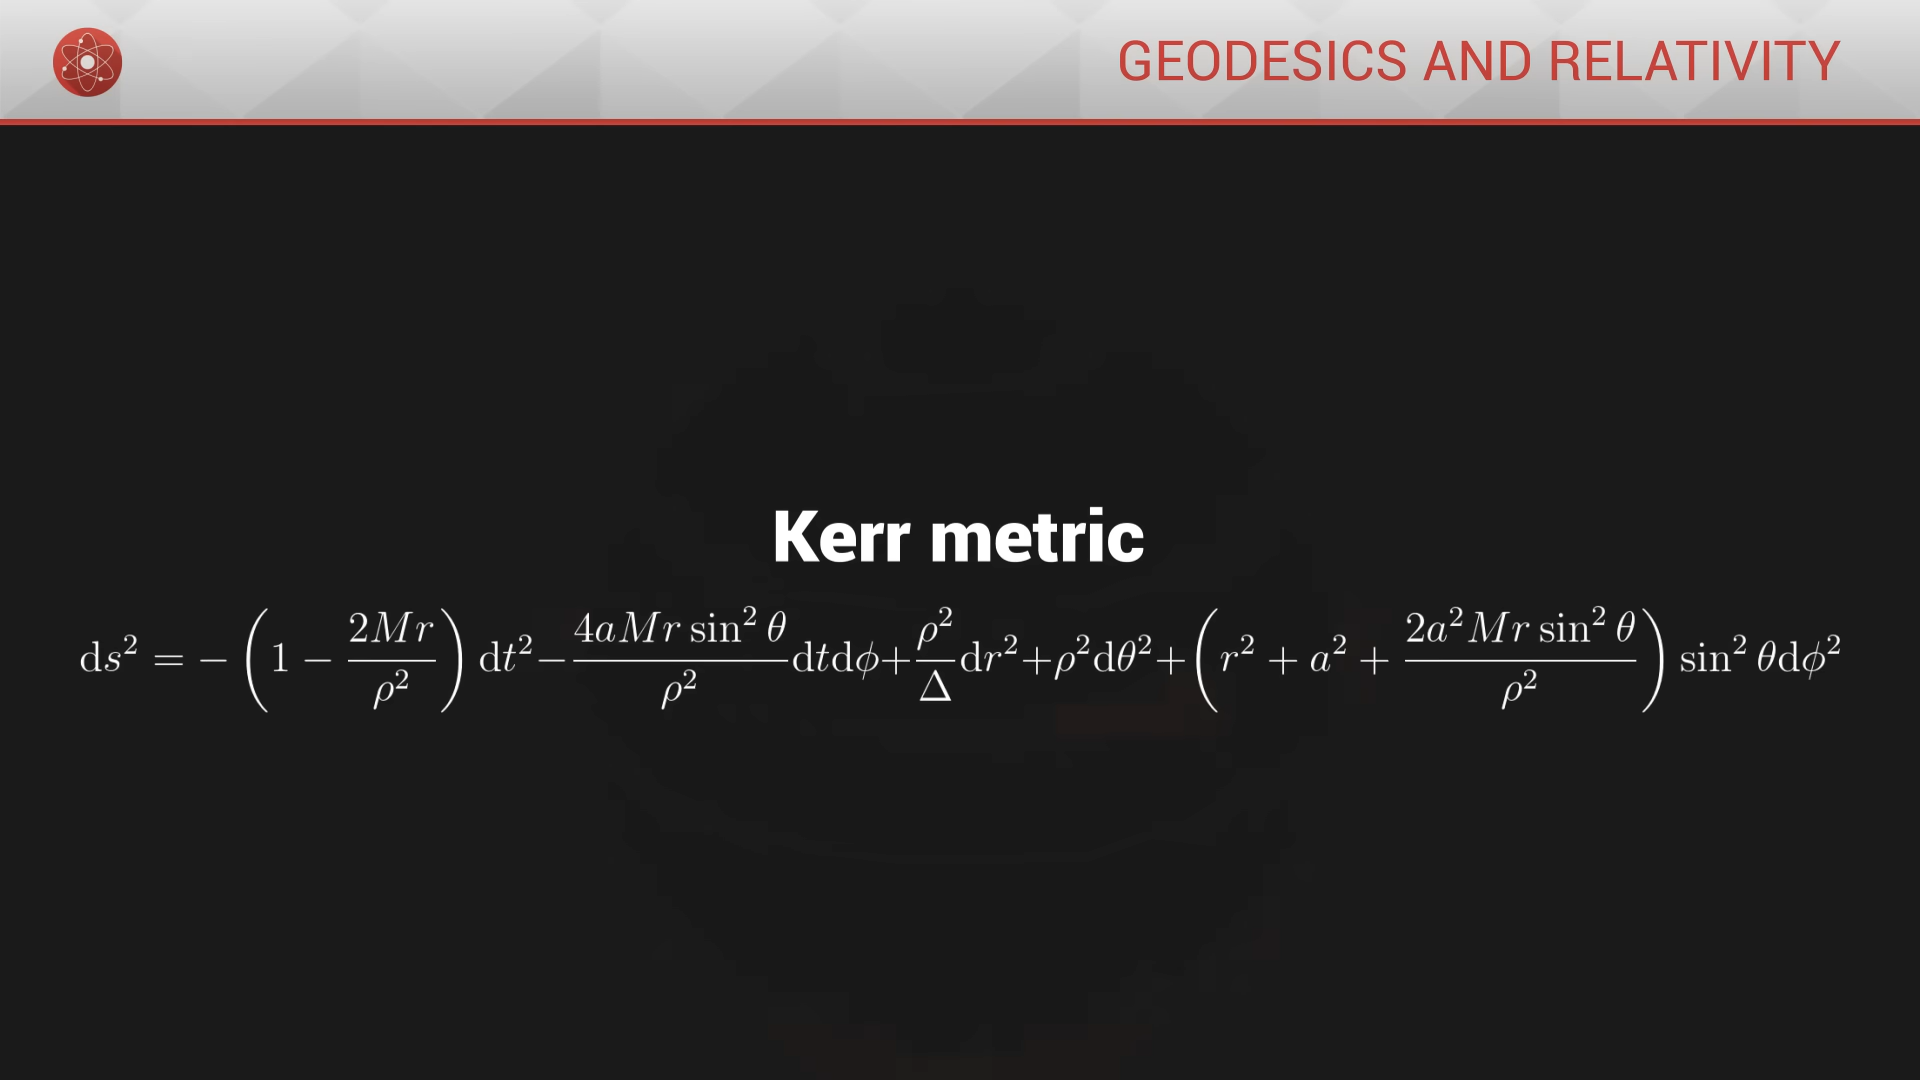 GEODESICS AND RELATIVITY
Kerr metric
ds² = − (1 − 2Mr/ρ²) dt² − 4aMr sin² θ/ρ² dtdϕ + ρ²/Δ dr² + ρ²dθ² + (r² + a² + 2a²Mr sin² θ/ρ²) sin² θdϕ²